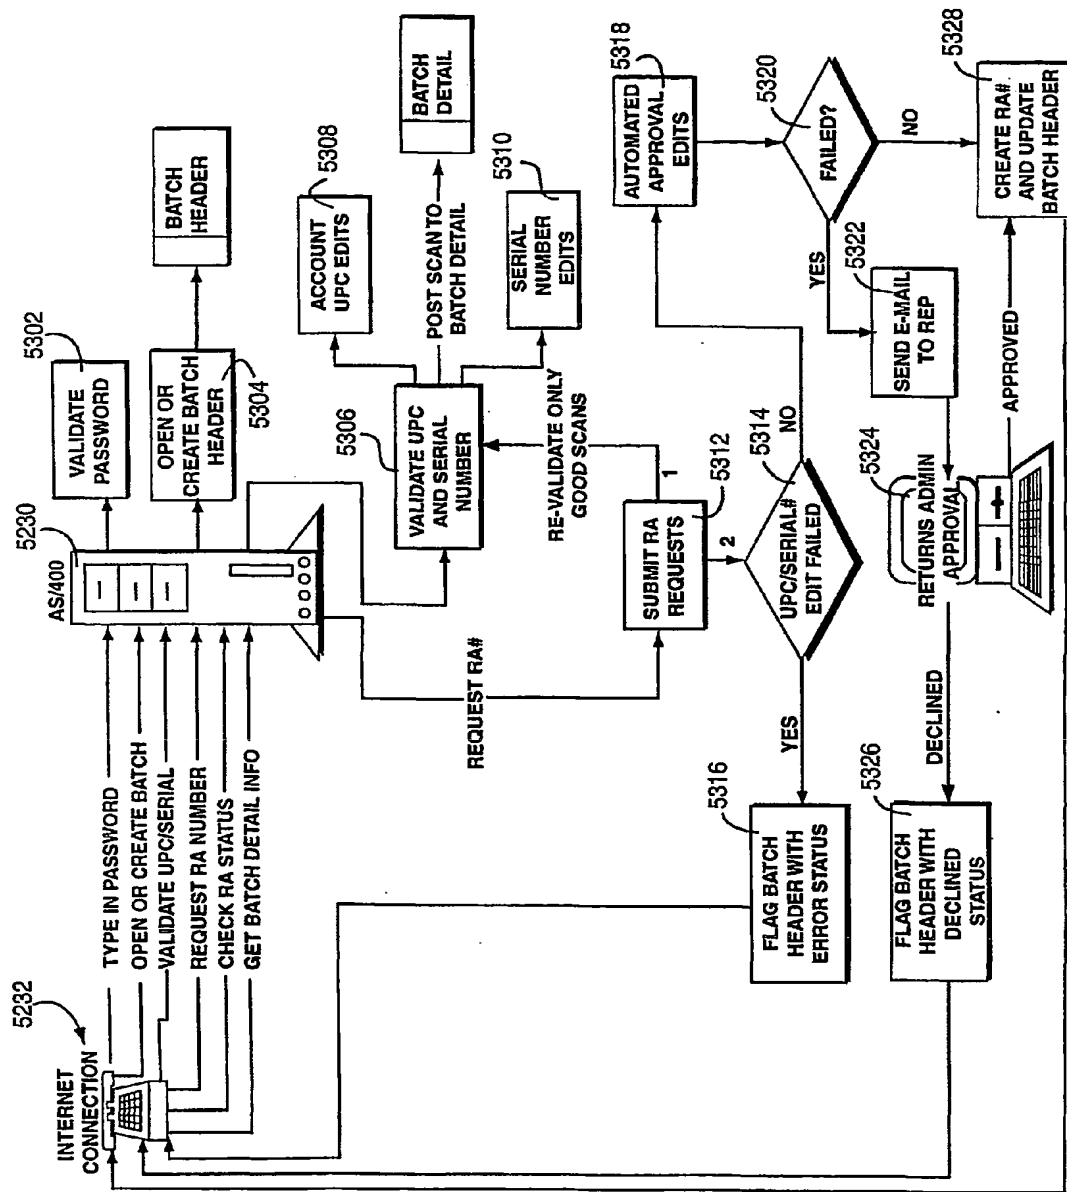 INTERNET
CONNECTION
5232
TYPE IN PASSWORD
OPEN OR CREATE BATCH
VALIDATE UPC/SERIAL
REQUEST RA NUMBER
CHECK RA STATUS
GET BATCH DETAIL INFO
AS/400
5230
VALIDATE
PASSWORD
5302
OPEN OR
CREATE BATCH
HEADER
5304
BATCH
HEADER
REQUEST RA#
5306
VALIDATE UPC
AND SERIAL
NUMBER
ACCOUNT
UPC EDITS
5308
POST SCAN TO
BATCH DETAIL
BATCH
DETAIL
SERIAL
NUMBER
EDITS
5310
RE-VALIDATE ONLY
GOOD SCANS
1
SUBMIT RA
REQUESTS
5312
2
UPC/SERIAL#
EDIT FAILED
5314
YES
NO
FLAG BATCH
HEADER WITH
ERROR STATUS
5316
AUTOMATED
APPROVAL
EDITS
5318
FAILED?
5320
YES
NO
SEND E-MAIL
TO REP
5322
RETURNS ADMIN
APPROVAL
5324
DECLINED
APPROVED
FLAG BATCH
HEADER WITH
DECLINED
STATUS
5326
CREATE RA#
AND UPDATE
BATCH HEADER
5328